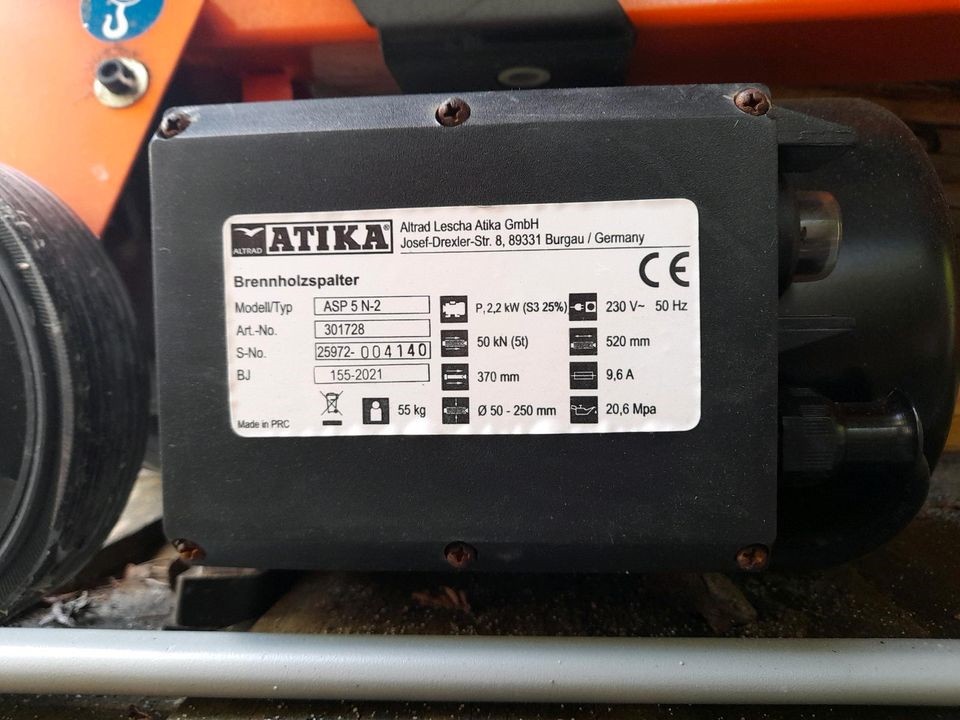 ALTRAD ATIKA®
Altrad Lescha Atika GmbH
Josef-Drexler-Str. 8, 89331 Burgau / Germany
CE
Brennholzspalter
Modell/Typ ASP 5 N-2 P, 2,2 kW (S3 25%) 230 V~ 50 Hz
Art.-No. 301728 50 kN (5t) 520 mm
S-No. 25972-004140 370 mm 9,6 A
BJ 155-2021 Ø 50 - 250 mm 20,6 Mpa
55 kg
Made in PRC